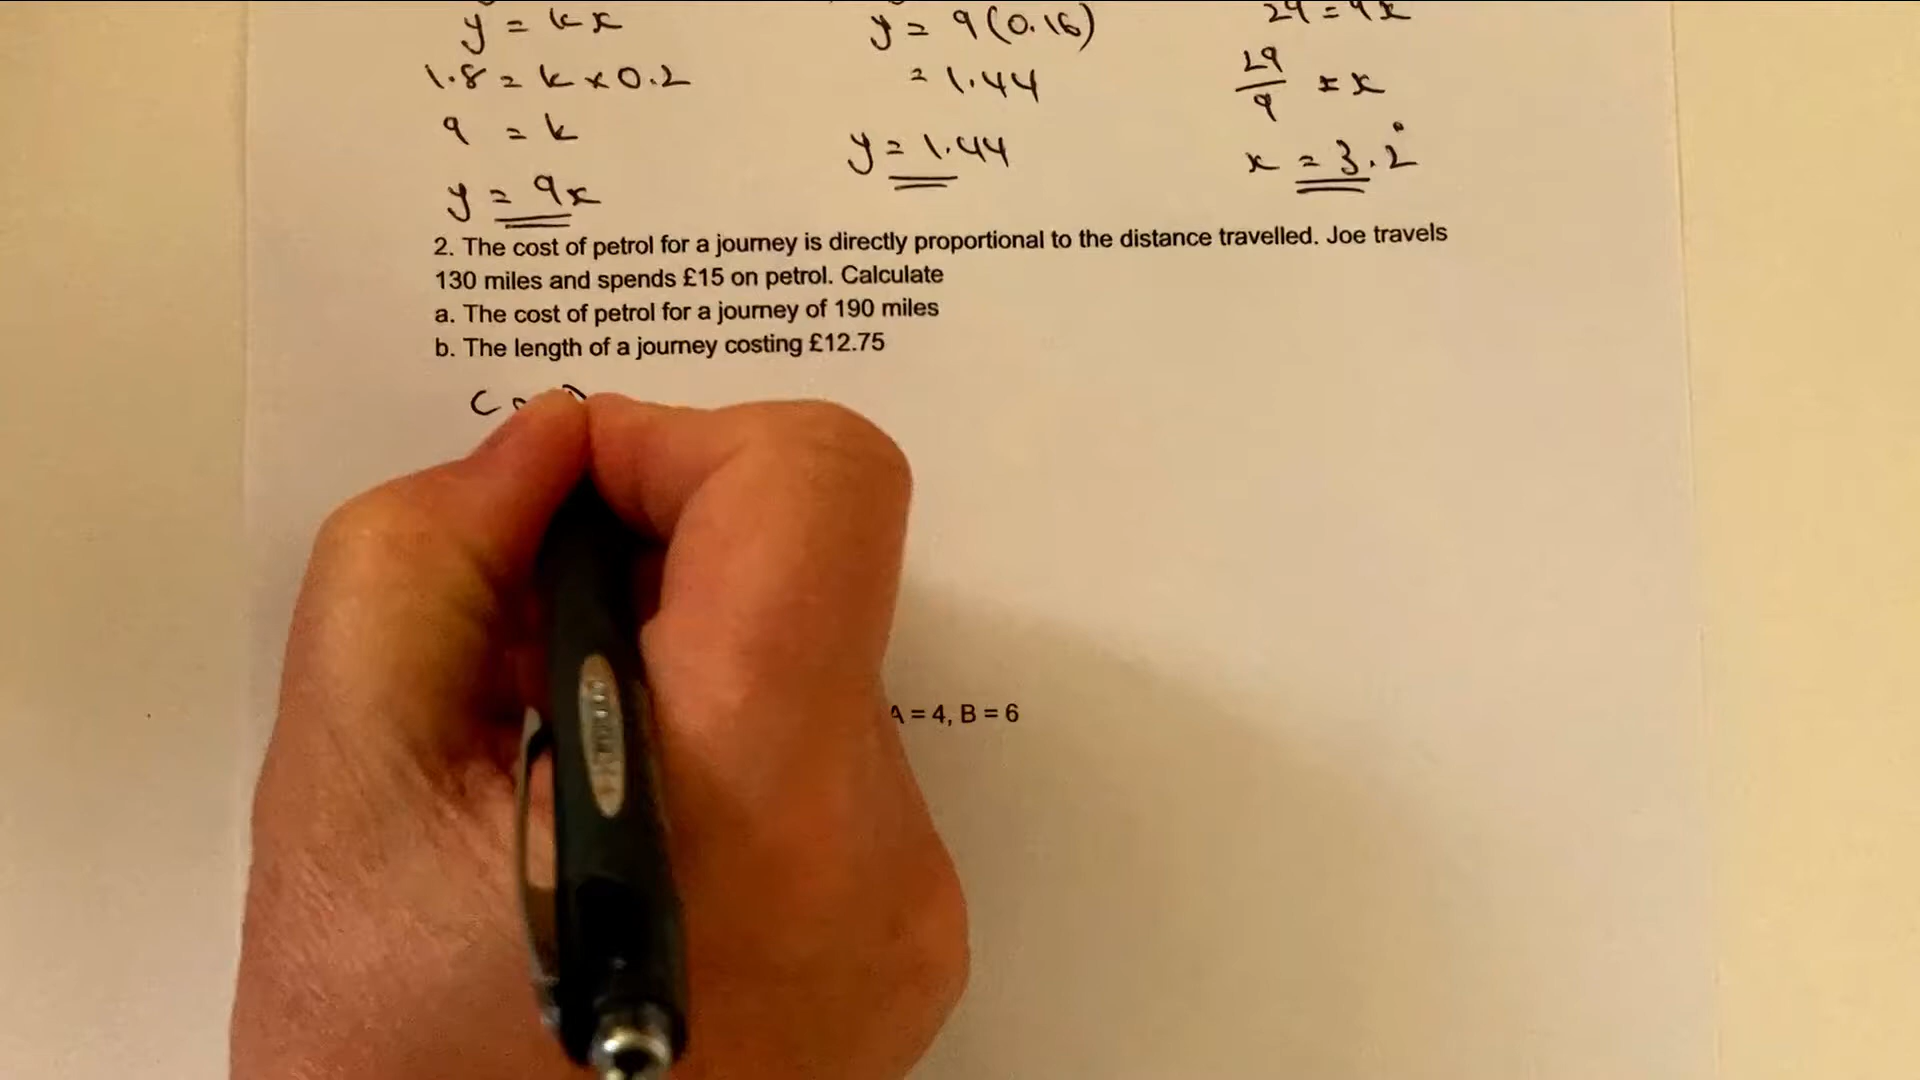 y = kx
y = 9(0.16)
29 = 9x
1.8 = k x 0.2
= 1.44
29/9 = x
9 = k
y = 1.44
x = 3.2̇
y = 9x
2. The cost of petrol for a journey is directly proportional to the distance travelled. Joe travels
130 miles and spends £15 on petrol. Calculate
a. The cost of petrol for a journey of 190 miles
b. The length of a journey costing £12.75
C
A = 4, B = 6